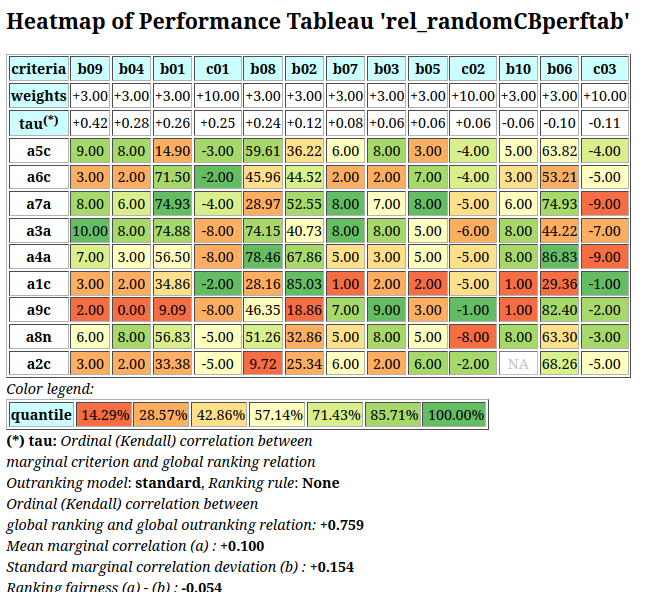 Heatmap of Performance Tableau 'rel_randomCBperftab'
criteria b09 b04 b01 c01 b08 b02 b07 b03 b05 c02 b10 b06 c03
weights +3.00 +3.00 +3.00 +10.00 +3.00 +3.00 +3.00 +3.00 +3.00 +10.00 +3.00 +3.00 +10.00
tau(*) +0.42 +0.28 +0.26 +0.25 +0.24 +0.12 +0.08 +0.06 +0.06 +0.06 -0.06 -0.10 -0.11
a5c 9.00 8.00 14.90 -3.00 59.61 36.22 6.00 8.00 3.00 -4.00 5.00 63.82 -4.00
a6c 3.00 2.00 71.50 -2.00 45.96 44.52 2.00 2.00 7.00 -4.00 3.00 53.21 -5.00
a7a 8.00 6.00 74.93 -4.00 28.97 52.55 8.00 7.00 8.00 -5.00 6.00 74.93 -9.00
a3a 10.00 8.00 74.88 -8.00 74.15 40.73 8.00 8.00 5.00 -6.00 8.00 44.22 -7.00
a4a 7.00 3.00 56.50 -8.00 78.46 67.86 5.00 3.00 5.00 -5.00 8.00 86.83 -9.00
a1c 3.00 2.00 34.86 -2.00 28.16 85.03 1.00 2.00 2.00 -5.00 1.00 29.36 -1.00
a9c 2.00 0.00 9.09 -8.00 46.35 18.86 7.00 9.00 3.00 -1.00 1.00 82.40 -2.00
a8n 6.00 8.00 56.83 -5.00 51.26 32.86 5.00 8.00 5.00 -8.00 8.00 63.30 -3.00
a2c 3.00 0.00 33.38 -5.00 9.72 25.34 6.00 2.00 6.00 -2.00 NA 68.26 -5.00
Color legend:
quantile 14.29% 28.57% 42.86% 57.14% 71.43% 85.71% 100.00%
(*) tau: Ordinal (Kendall) correlation between
marginal criterion and global ranking relation
Outranking model: standard, Ranking rule: None
Ordinal (Kendall) correlation between
global ranking and global outranking relation: +0.759
Mean marginal correlation (a) : +0.100
Standard marginal correlation deviation (b) : +0.154
Ranking fairness (a) - (b) : -0.054